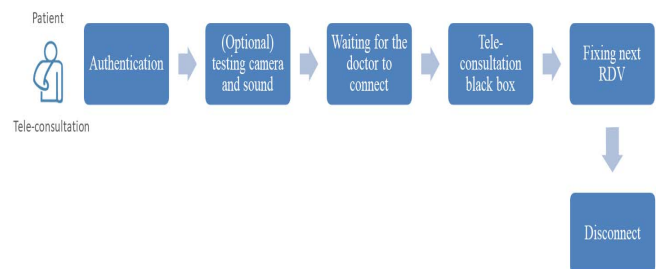 Patient
Tele-consultation
Authentication
(Optional)
testing camera
and sound
Waiting for the
doctor to
connect
Tele-
consultation
black box
Fixing next
RDV
Disconnect